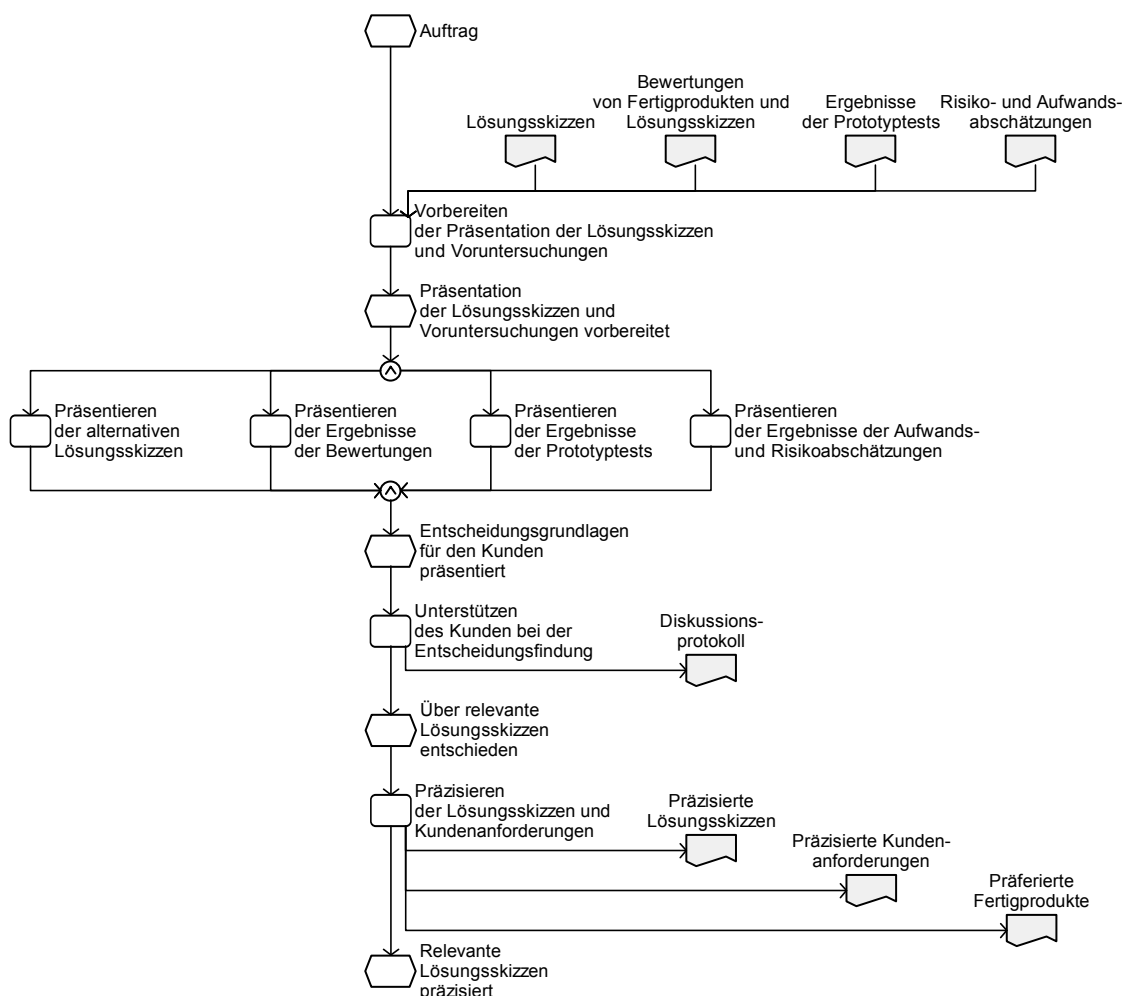 Auftrag
Bewertungen
von Fertigprodukten und
Lösungsskizzen
Lösungsskizzen
Ergebnisse
der Prototyptests
Risiko- und Aufwands-
abschätzungen
Vorbereiten
der Präsentation der Lösungsskizzen
und Voruntersuchungen
Präsentation
der Lösungsskizzen und
Voruntersuchungen vorbereitet
Präsentieren
der alternativen
Lösungsskizzen
Präsentieren
der Ergebnisse
der Bewertungen
Präsentieren
der Ergebnisse
der Prototyptests
Präsentieren
der Ergebnisse der Aufwands-
und Risikoabschätzungen
Entscheidungsgrundlagen
für den Kunden
präsentiert
Unterstützen
des Kunden bei der
Entscheidungsfindung
Diskussions-
protokoll
Über relevante
Lösungsskizzen
entschieden
Präzisieren
der Lösungsskizzen und
Kundenanforderungen
Präzisierte
Lösungsskizzen
Präzisierte Kunden-
anforderungen
Präferierte
Fertigprodukte
Relevante
Lösungsskizzen
präzisiert